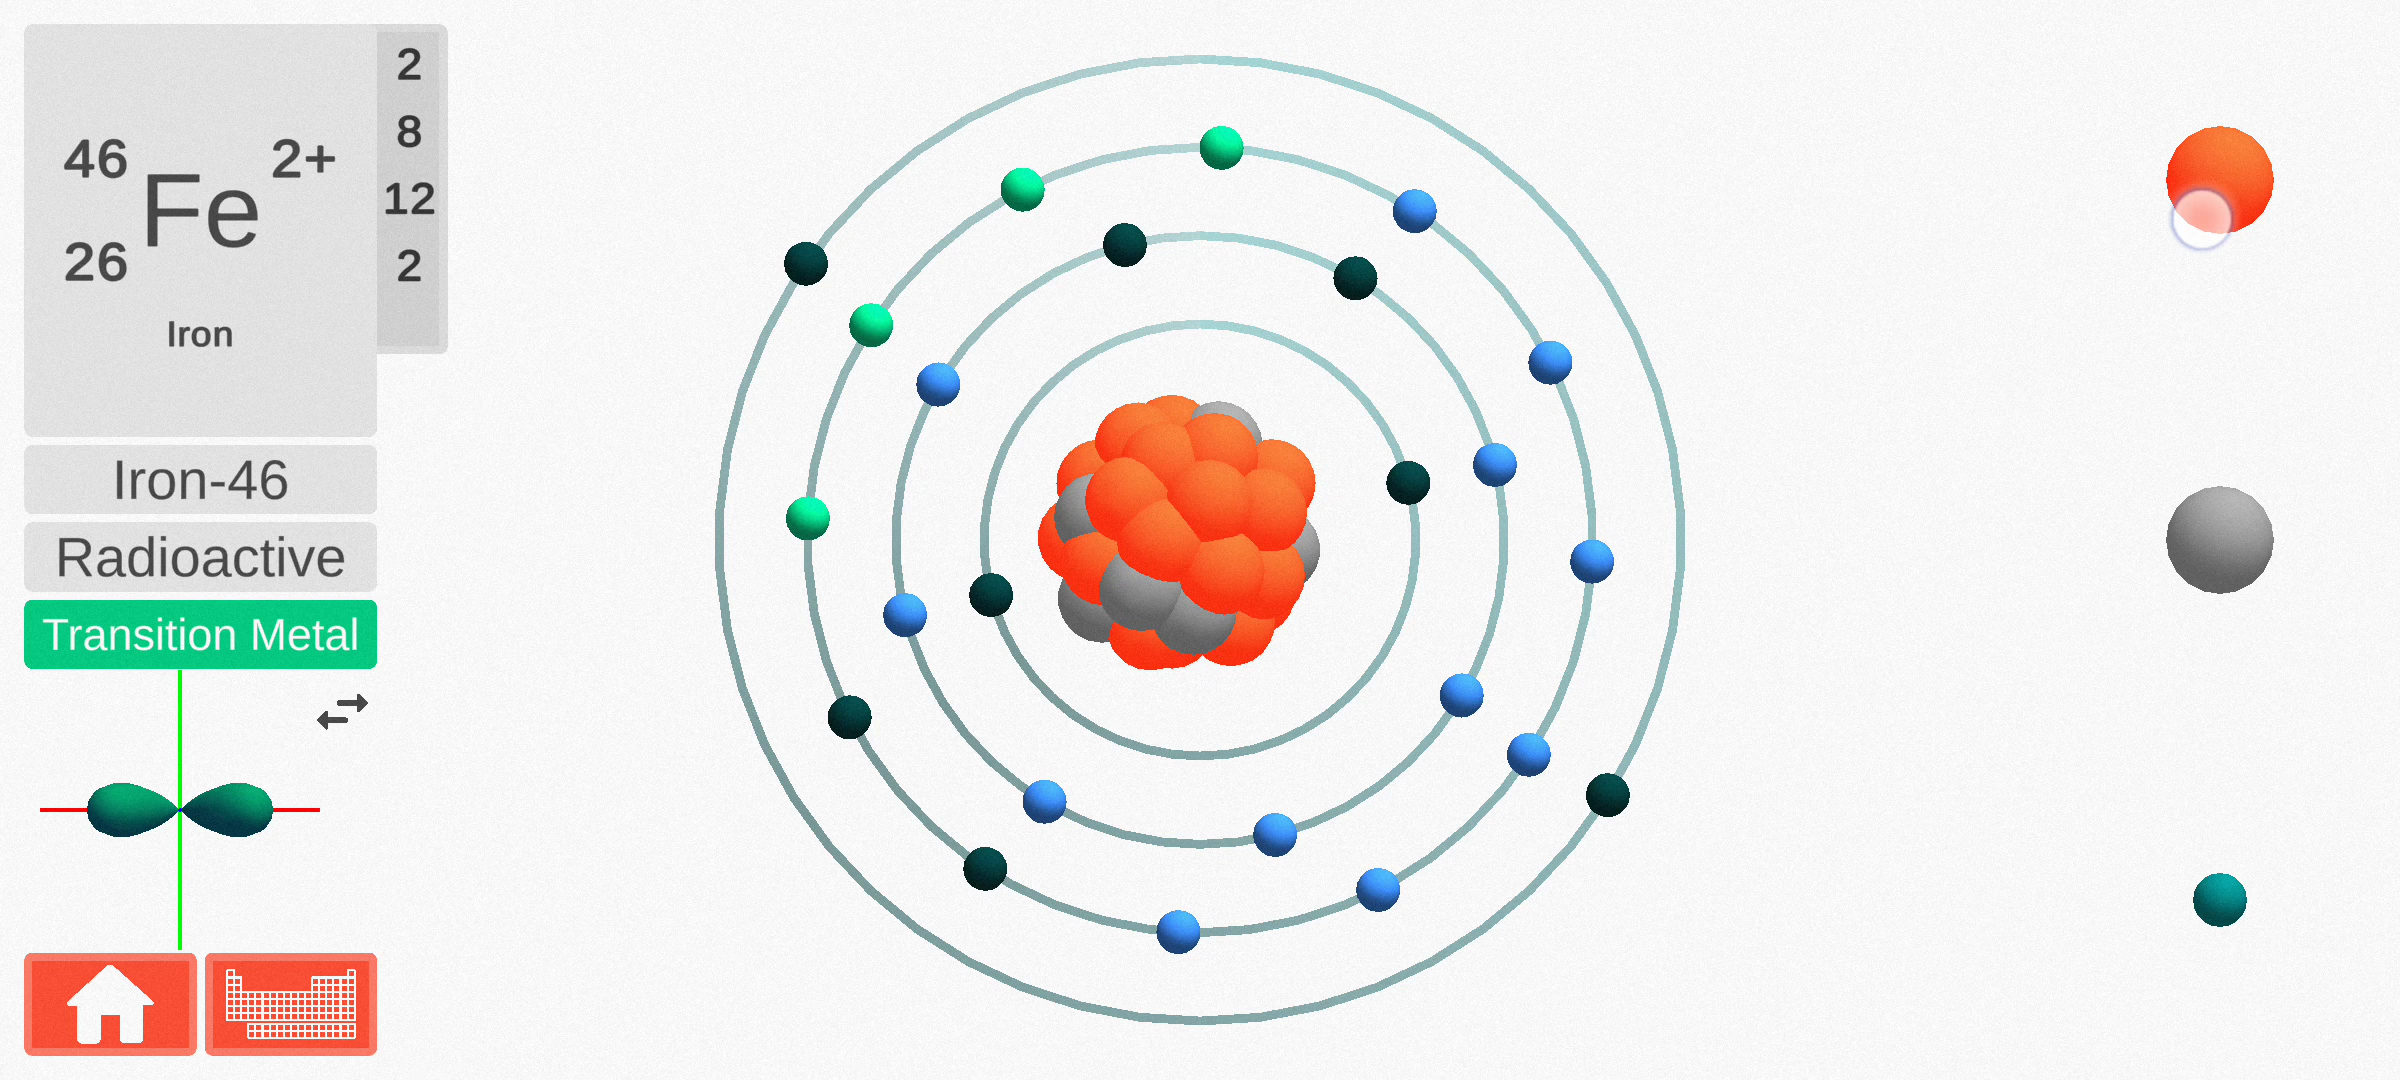 46
Fe
2+
26
Iron
2
8
12
2
Iron-46
Radioactive
Transition Metal